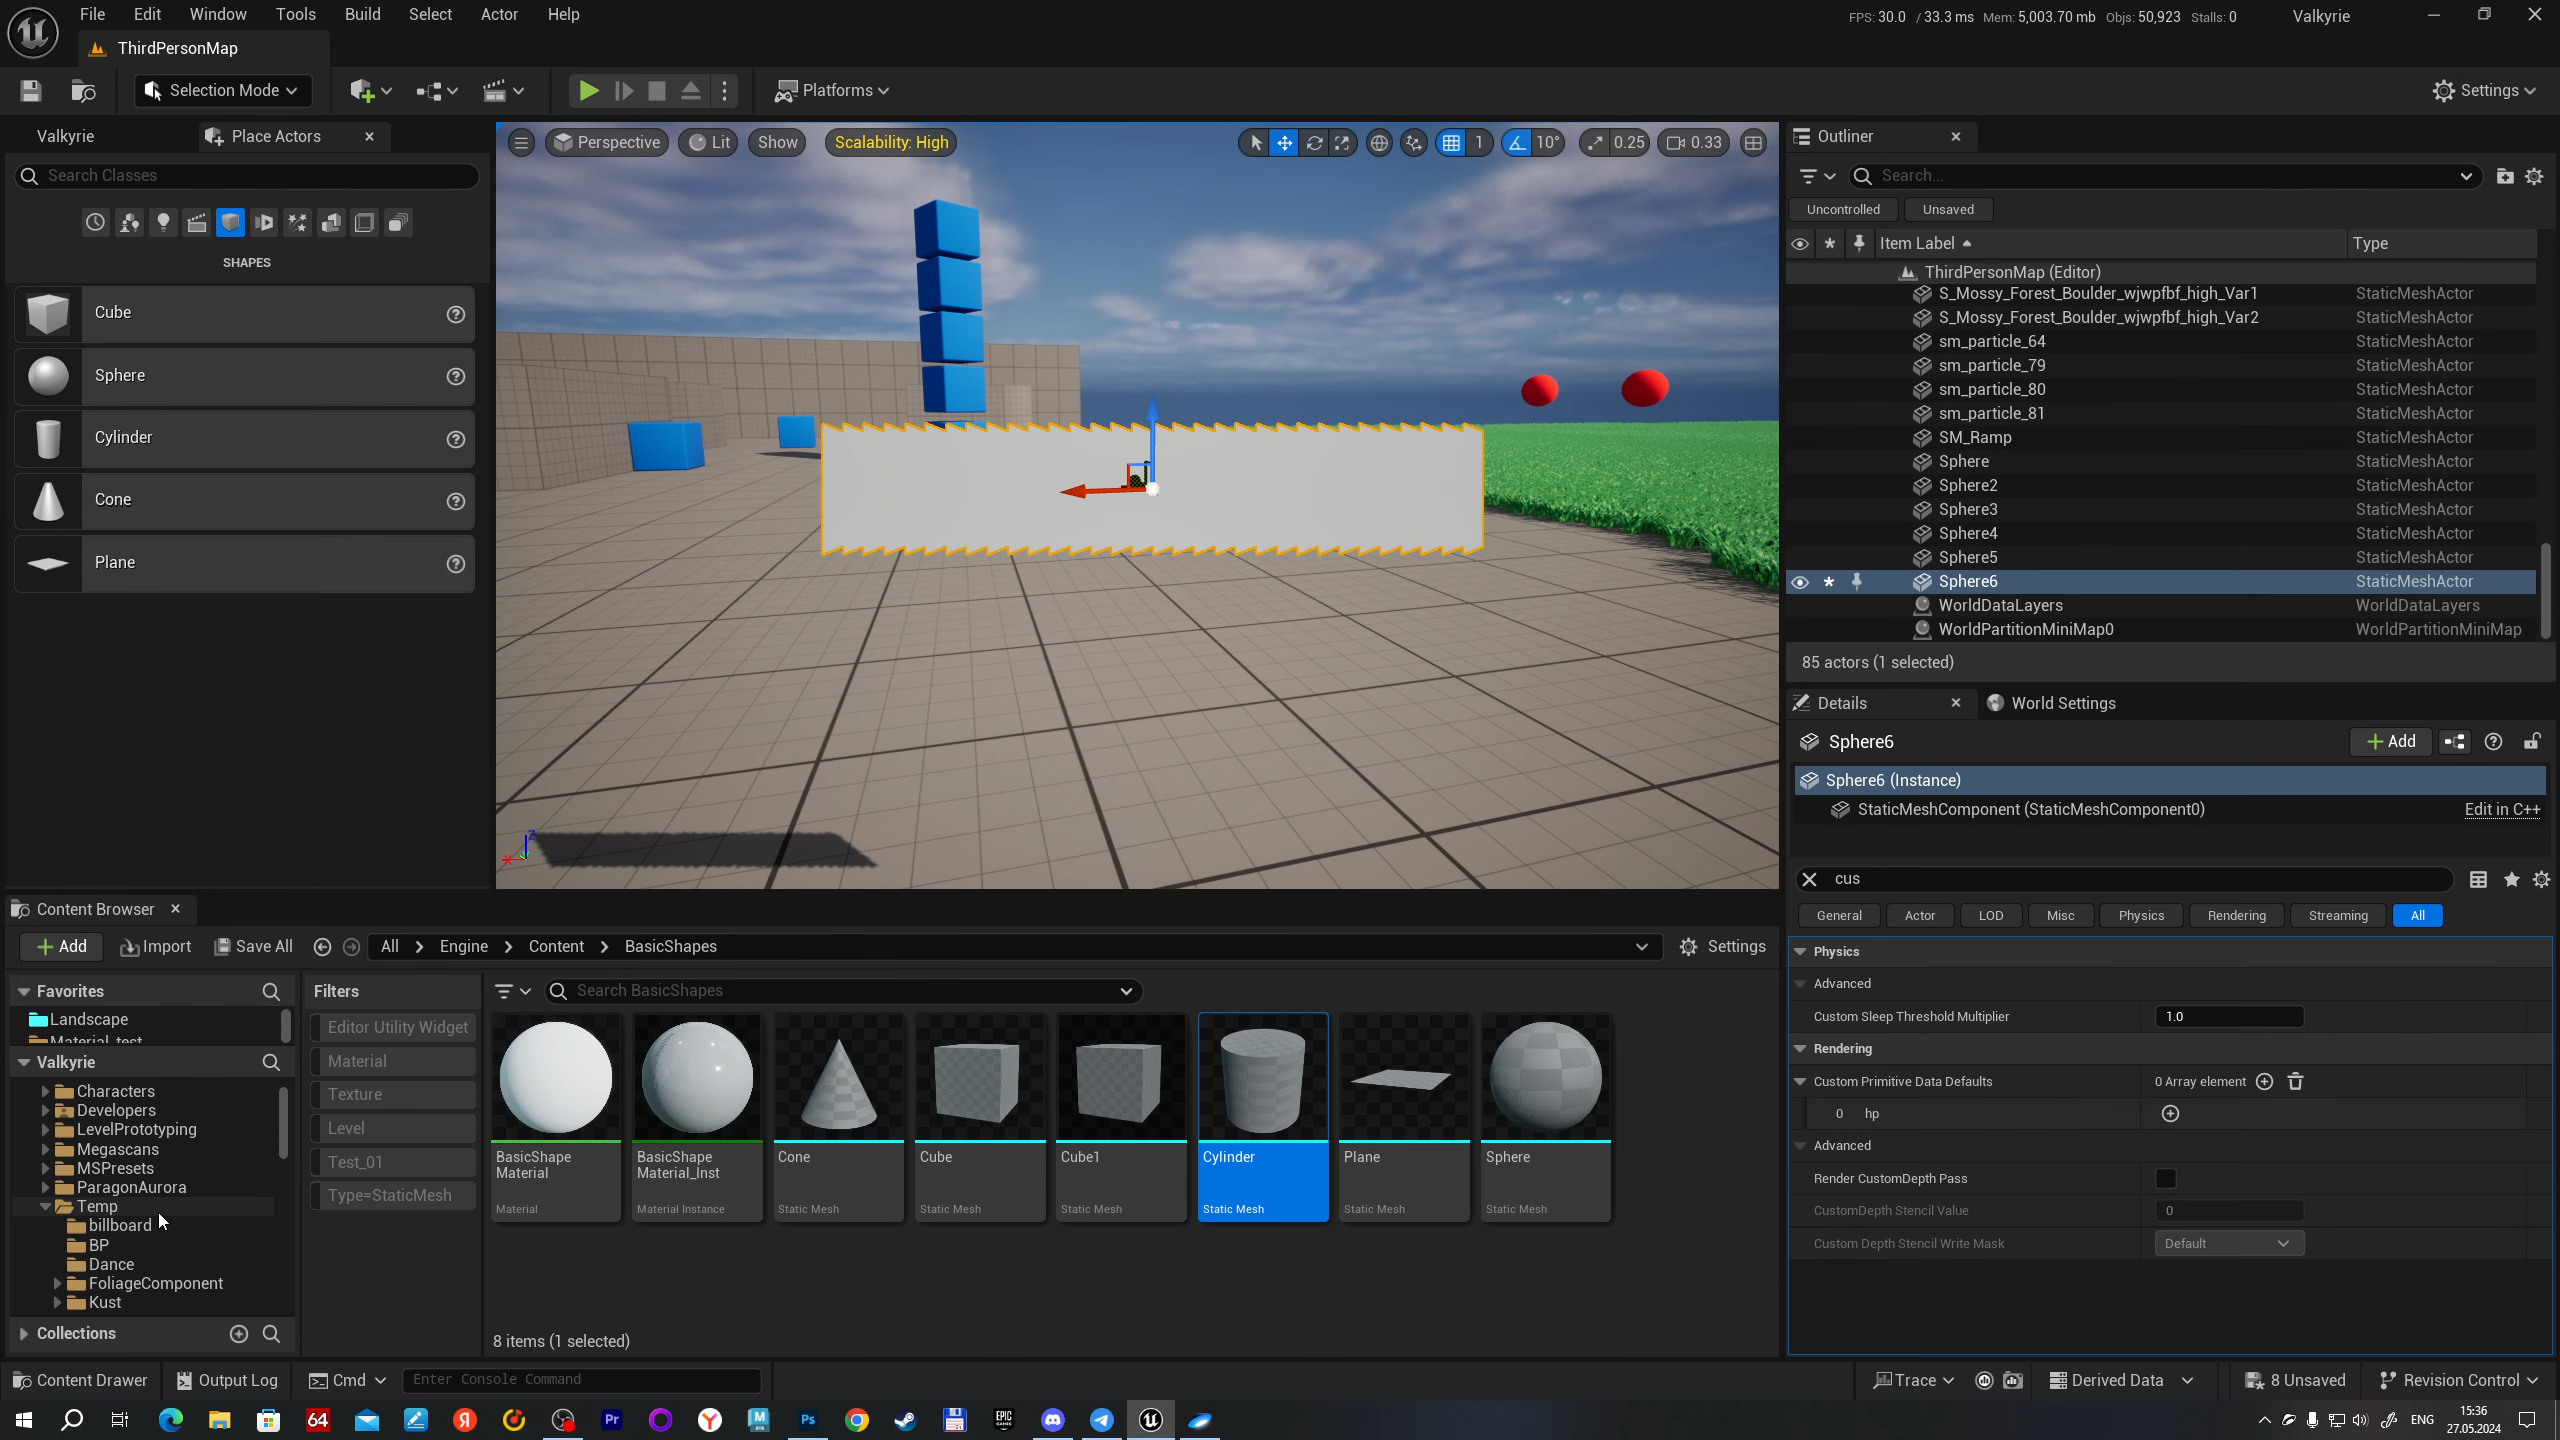 File Edit Window Tools Build Select Actor Help
FPS: 30.0 / 33.3 ms Mem: 5,003.70 mb Objs: 50,923 Stalls: 0 Valkyrie
ThirdPersonMap
Selection Mode
Platforms
Settings
Valkyrie
Place Actors
Search Classes
SHAPES
Cube
Sphere
Cylinder
Cone
Plane
Perspective
Lit
Show
Scalability: High
1
10°
0.25
0.33
Z
X
Outliner
Search...
Uncontrolled
Unsaved
Item Label
Type
ThirdPersonMap (Editor)
S_Mossy_Forest_Boulder_wjwpfbf_high_Var1 StaticMeshActor
S_Mossy_Forest_Boulder_wjwpfbf_high_Var2 StaticMeshActor
sm_particle_64 StaticMeshActor
sm_particle_79 StaticMeshActor
sm_particle_80 StaticMeshActor
sm_particle_81 StaticMeshActor
SM_Ramp StaticMeshActor
Sphere StaticMeshActor
Sphere2 StaticMeshActor
Sphere3 StaticMeshActor
Sphere4 StaticMeshActor
Sphere5 StaticMeshActor
Sphere6 StaticMeshActor
WorldDataLayers WorldDataLayers
WorldPartitionMiniMap0 WorldPartitionMiniMap
85 actors (1 selected)
Details
World Settings
Sphere6
Add
Sphere6 (Instance)
StaticMeshComponent (StaticMeshComponent0) Edit in C++
cus
General Actor LOD Misc Physics Rendering Streaming All
Physics
Advanced
Custom Sleep Threshold Multiplier 1.0
Rendering
Custom Primitive Data Defaults 0 Array element
0 hp
Advanced
Render CustomDepth Pass
CustomDepth Stencil Value 0
Custom Depth Stencil Write Mask Default
Content Browser
Add
Import
Save All
All > Engine > Content > BasicShapes
Settings
Favorites
Landscape
Material_test
Valkyrie
Characters
Developers
LevelPrototyping
Megascans
MSPresets
ParagonAurora
Temp
billboard
BP
Dance
FoliageComponent
Kust
Collections
Filters
Editor Utility Widget
Material
Texture
Level
Test_01
Type=StaticMesh
Search BasicShapes
BasicShape
Material
Material
BasicShape
Material_Inst
Material Instance
Cone
Static Mesh
Cube
Static Mesh
Cube1
Static Mesh
Cylinder
Static Mesh
Plane
Static Mesh
Sphere
Static Mesh
8 items (1 selected)
Content Drawer
Output Log
Cmd
Enter Console Command
Trace
Derived Data
8 Unsaved
Revision Control
64
Я
Pr
Y
M
Ps
EPIC
GAMES
ENG
15:36
27.05.2024